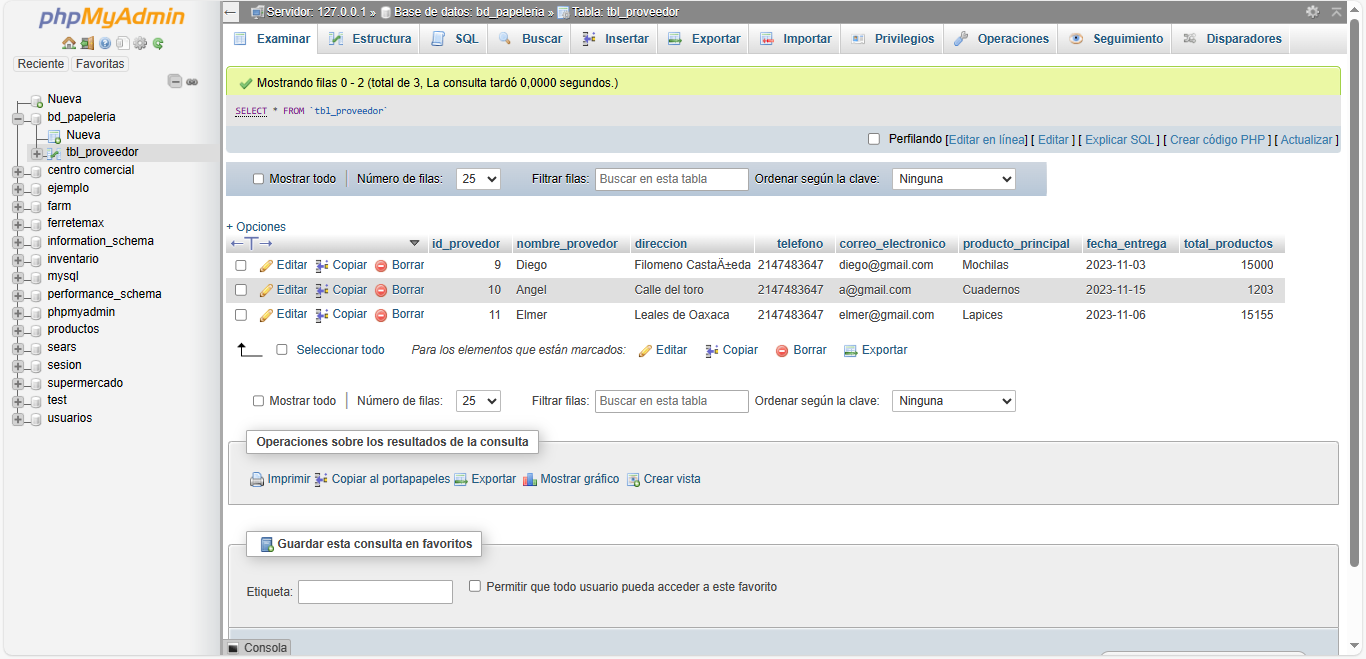 phpMyAdmin
Reciente Favoritas
Nueva
bd_papeleria
Nueva
tbl_proveedor
centro comercial
ejemplo
farm
ferretemax
information_schema
inventario
mysql
performance_schema
phpmyadmin
productos
sears
sesion
supermercado
test
usuarios
Servidor: 127.0.0.1 » Base de datos: bd_papeleria » Tabla: tbl_proveedor
Examinar Estructura SQL Buscar Insertar Exportar Importar Privilegios Operaciones Seguimiento Disparadores
Mostrando filas 0 - 2 (total de 3, La consulta tardó 0,0000 segundos.)
SELECT * FROM `tbl_proveedor`
Perfilando [Editar en línea] [ Editar ] [ Explicar SQL ] [ Crear código PHP ] [ Actualizar ]
Mostrar todo Número de filas: 25 Filtrar filas: Buscar en esta tabla Ordenar según la clave: Ninguna
+ Opciones
←T→ id_provedor nombre_provedor direccion telefono correo_electronico producto_principal fecha_entrega total_productos
Editar Copiar Borrar 9 Diego Filomeno CastaÃ±eda 2147483647 diego@gmail.com Mochilas 2023-11-03 15000
Editar Copiar Borrar 10 Angel Calle del toro 2147483647 a@gmail.com Cuadernos 2023-11-15 1203
Editar Copiar Borrar 11 Elmer Leales de Oaxaca 2147483647 elmer@gmail.com Lapices 2023-11-06 15155
Seleccionar todo Para los elementos que están marcados: Editar Copiar Borrar Exportar
Mostrar todo Número de filas: 25 Filtrar filas: Buscar en esta tabla Ordenar según la clave: Ninguna
Operaciones sobre los resultados de la consulta
Imprimir Copiar al portapapeles Exportar Mostrar gráfico Crear vista
Guardar esta consulta en favoritos
Etiqueta: Permitir que todo usuario pueda acceder a este favorito
Consola